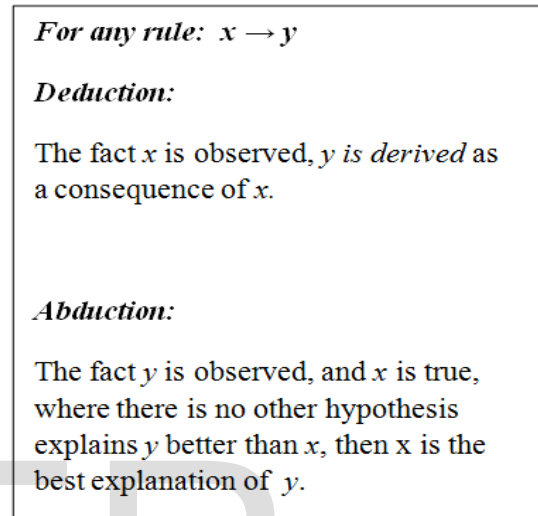 For any rule: x → y
Deduction:
The fact x is observed, y is derived as
a consequence of x.
Abduction:
The fact y is observed, and x is true,
where there is no other hypothesis
explains y better than x, then x is the
best explanation of y.